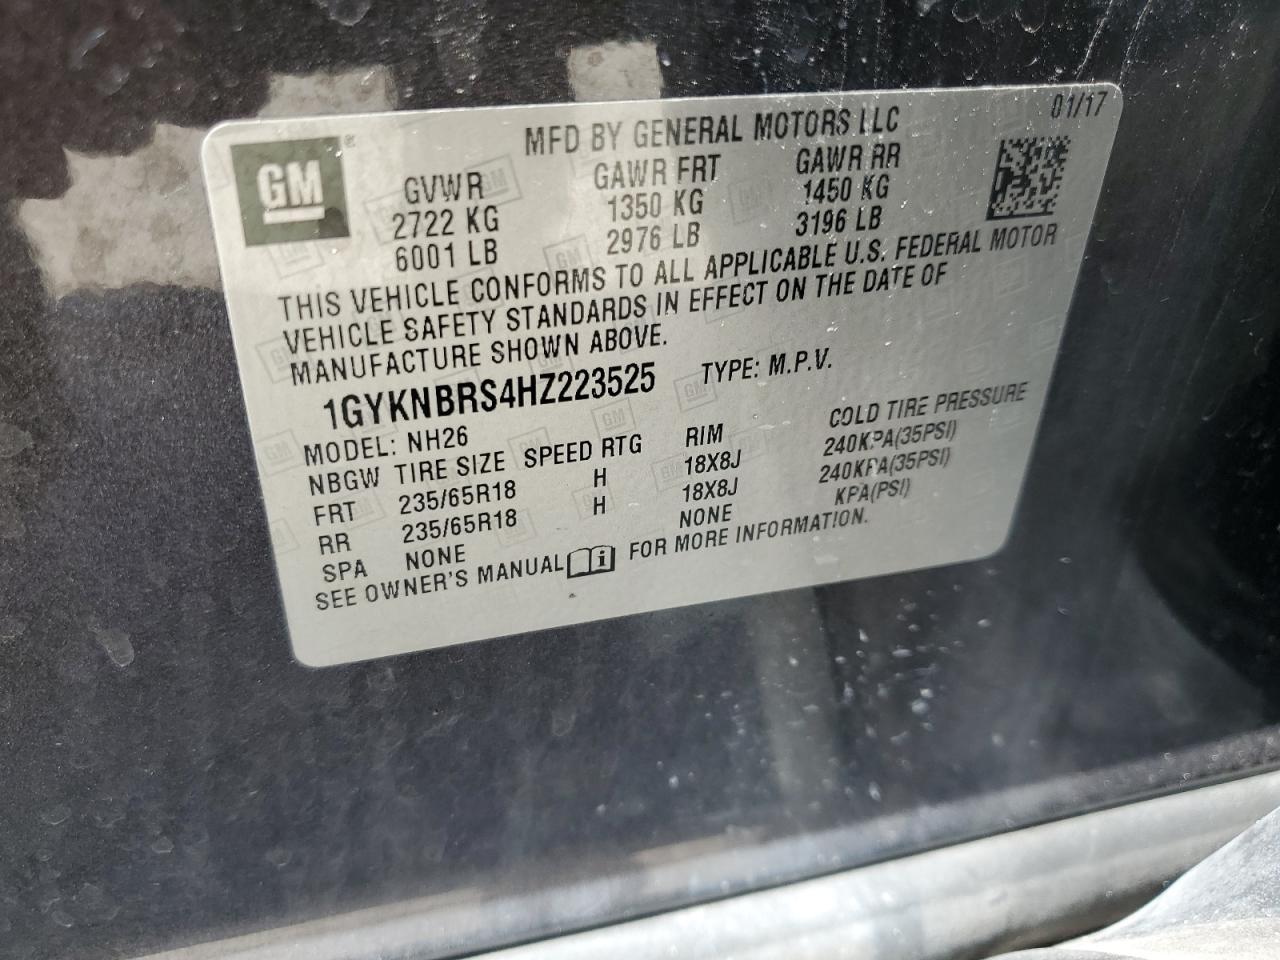 MFD BY GENERAL MOTORS LLC 01/17
GM ®
GVWR GAWR FRT GAWR RR
2722 KG 1350 KG 1450 KG
6001 LB 2976 LB 3196 LB
THIS VEHICLE CONFORMS TO ALL APPLICABLE U.S. FEDERAL MOTOR
VEHICLE SAFETY STANDARDS IN EFFECT ON THE DATE OF
MANUFACTURE SHOWN ABOVE.
1GYKNBRS4HZ223525 TYPE: M.P.V.
MODEL: NH26
NBGW TIRE SIZE SPEED RTG RIM COLD TIRE PRESSURE
FRT 235/65R18 H 18X8J 240KPA(35PSI)
RR 235/65R18 H 18X8J 240KPA(35PSI)
SPA NONE NONE KPA(PSI)
SEE OWNER'S MANUAL i FOR MORE INFORMATION.